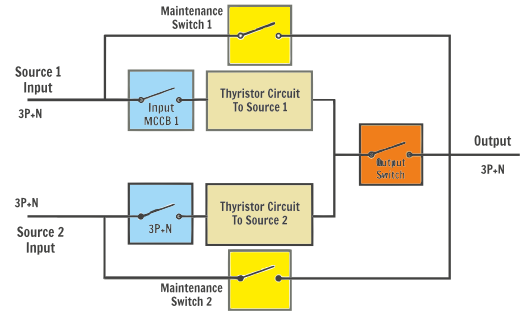 Maintenance
Switch 1
Source 1
Input
3P+N
Input
MCCB 1
Thyristor Circuit
To Source 1
Output
Switch
Output
3P+N
3P+N
Source 2
Input
3P+N
Thyristor Circuit
To Source 2
Maintenance
Switch 2